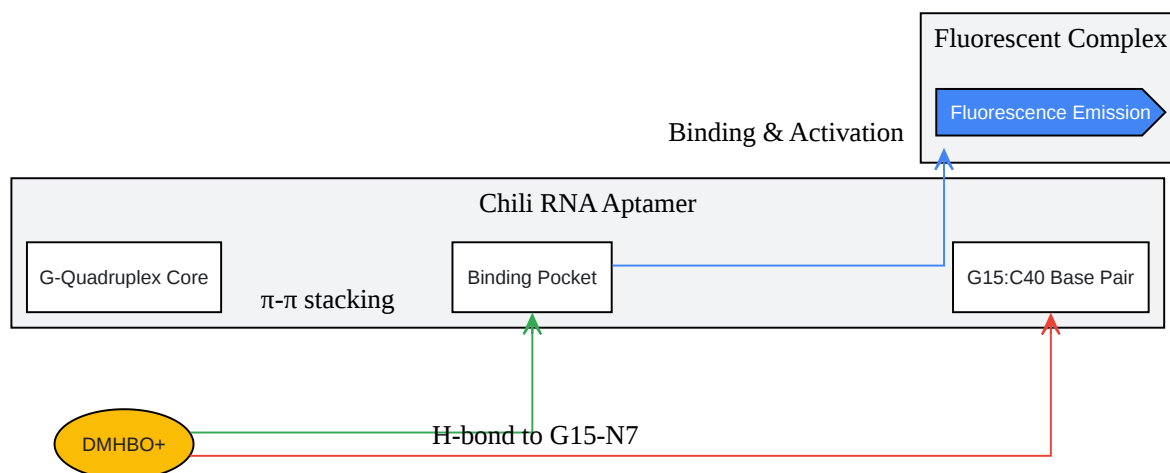 Fluorescent Complex
Fluorescence Emission
Binding & Activation
Chili RNA Aptamer
G-Quadruplex Core
π-π stacking
Binding Pocket
G15:C40 Base Pair
DMHBO+
H-bond to G15-N7